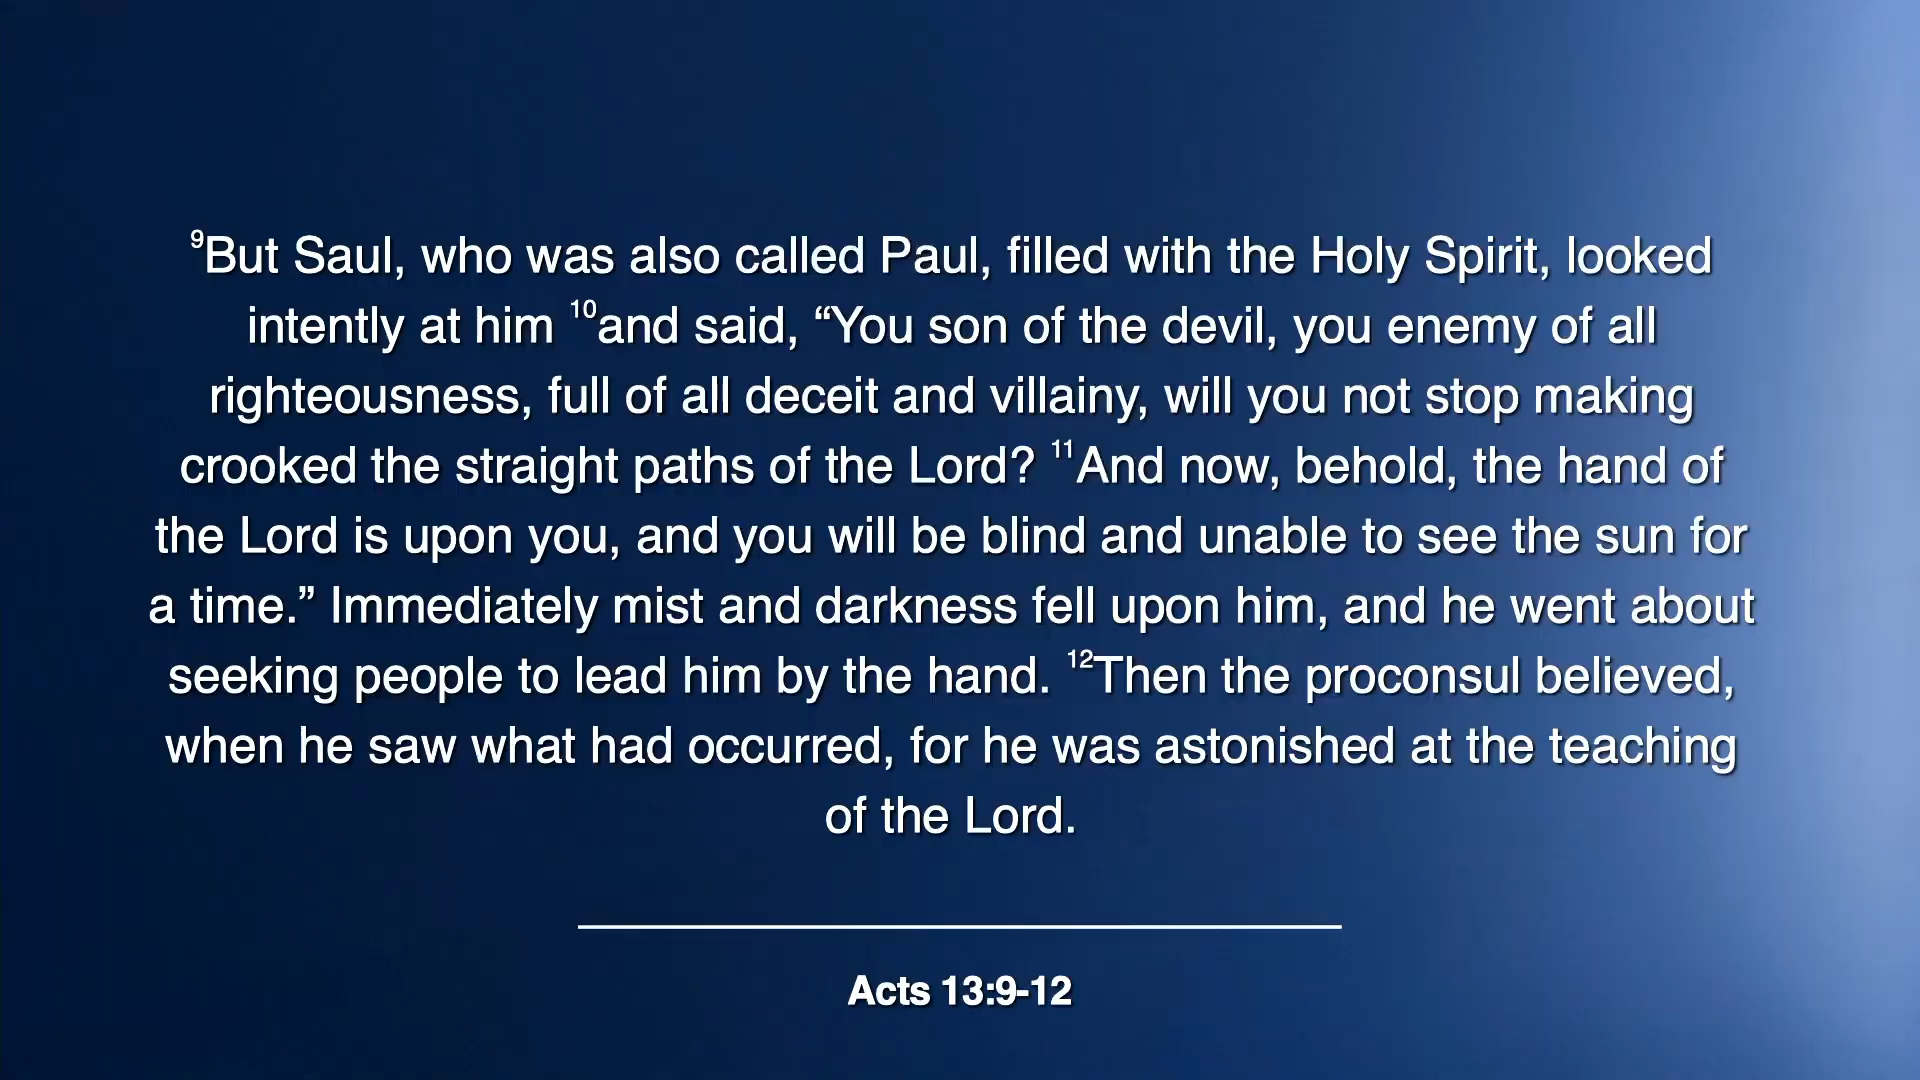 ⁹But Saul, who was also called Paul, filled with the Holy Spirit, looked
intently at him ¹⁰and said, “You son of the devil, you enemy of all
righteousness, full of all deceit and villainy, will you not stop making
crooked the straight paths of the Lord? ¹¹And now, behold, the hand of
the Lord is upon you, and you will be blind and unable to see the sun for
a time.” Immediately mist and darkness fell upon him, and he went about
seeking people to lead him by the hand. ¹²Then the proconsul believed,
when he saw what had occurred, for he was astonished at the teaching
of the Lord.
Acts 13:9-12